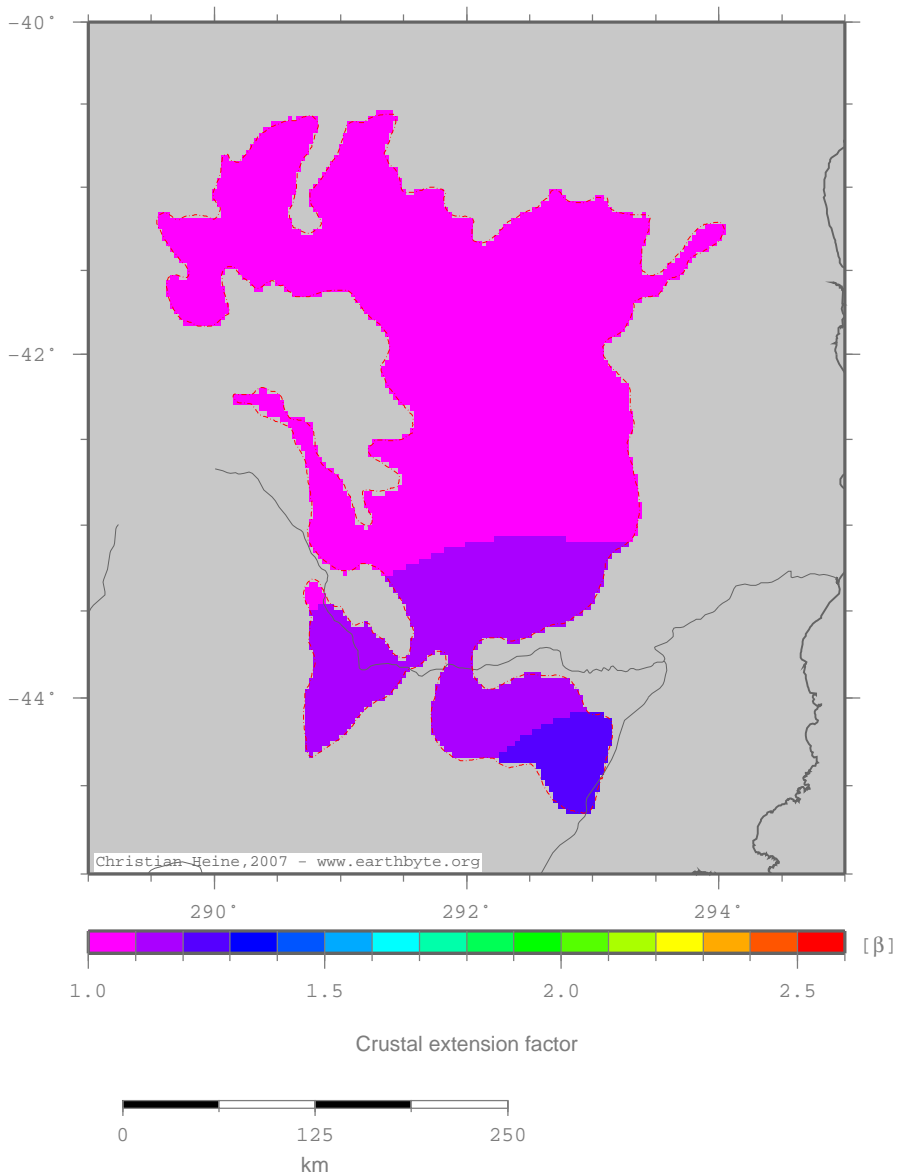 -40°
-42°
-44°
Christian Heine,2007 - www.earthbyte.org
290° 292° 294°
[β]
1.0 1.5 2.0 2.5
Crustal extension factor
0 125 250
km